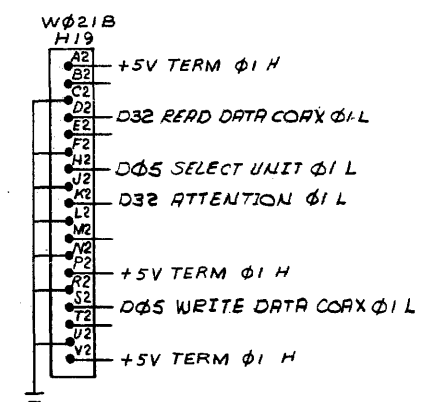 WØ21B
H19
A2
+5V TERM Ø1 H
B2
C2
D2
D32 READ DATA COAX Ø1 L
E2
F2
H2
DØ5 SELECT UNIT Ø1 L
J2
K2
D32 ATTENTION Ø1 L
L2
M2
N2
P2
+5V TERM Ø1 H
R2
S2
DØ5 WRITE DATA COAX Ø1 L
T2
U2
V2
+5V TERM Ø1 H